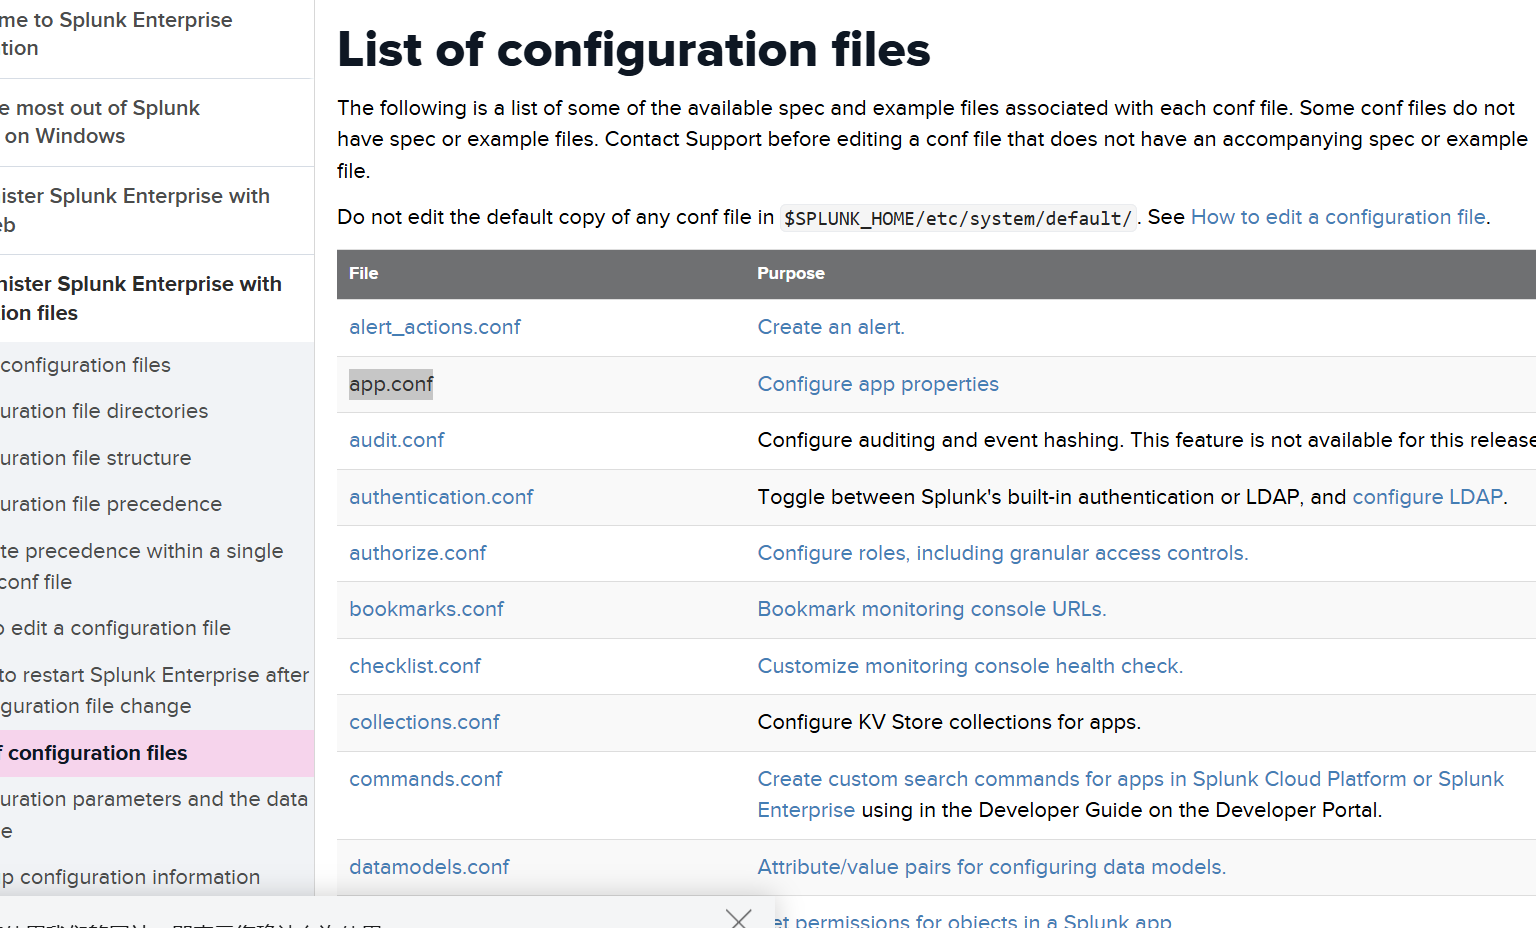 me to Splunk Enterprise
tion
e most out of Splunk
on Windows
ister Splunk Enterprise with
eb
nister Splunk Enterprise with
ion files
configuration files
uration file directories
uration file structure
uration file precedence
te precedence within a single
conf file
o edit a configuration file
to restart Splunk Enterprise after
guration file change
f configuration files
uration parameters and the data
e
p configuration information
List of configuration files
The following is a list of some of the available spec and example files associated with each conf file. Some conf files do not
have spec or example files. Contact Support before editing a conf file that does not have an accompanying spec or example
file.
Do not edit the default copy of any conf file in $SPLUNK_HOME/etc/system/default/. See How to edit a configuration file.
File Purpose
alert_actions.conf Create an alert.
app.conf Configure app properties
audit.conf Configure auditing and event hashing. This feature is not available for this release
authentication.conf Toggle between Splunk's built-in authentication or LDAP, and configure LDAP.
authorize.conf Configure roles, including granular access controls.
bookmarks.conf Bookmark monitoring console URLs.
checklist.conf Customize monitoring console health check.
collections.conf Configure KV Store collections for apps.
commands.conf Create custom search commands for apps in Splunk Cloud Platform or Splunk
Enterprise using in the Developer Guide on the Developer Portal.
datamodels.conf Attribute/value pairs for configuring data models.
et permissions for objects in a Splunk app